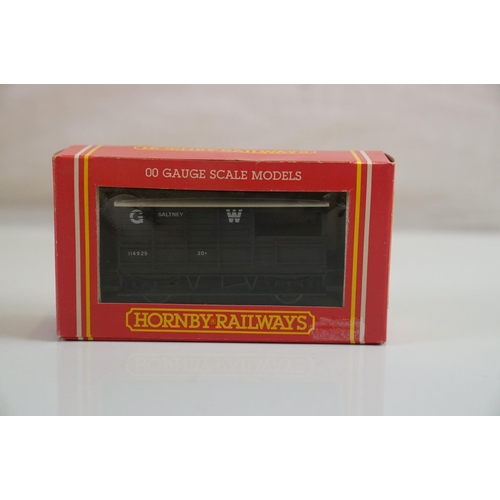 00 GAUGE SCALE MODELS
G SALTNEY W
114925 20T
HORNBY·RAILWAYS